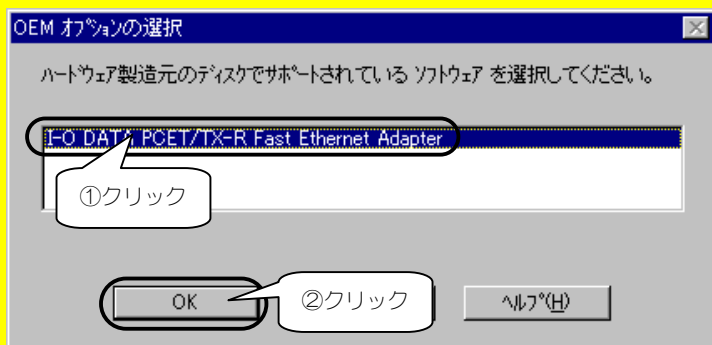 OEM ｵﾌﾟｼｮﾝの選択
ﾊｰﾄﾞｳｪｱ製造元のﾃﾞｨｽｸでｻﾎﾟｰﾄされている ｿﾌﾄｳｪｱ を選択してください。
I-O DATA PCET/TX-R Fast Ethernet Adapter
①クリック
OK
②クリック
ﾍﾙﾌﾟ(H)